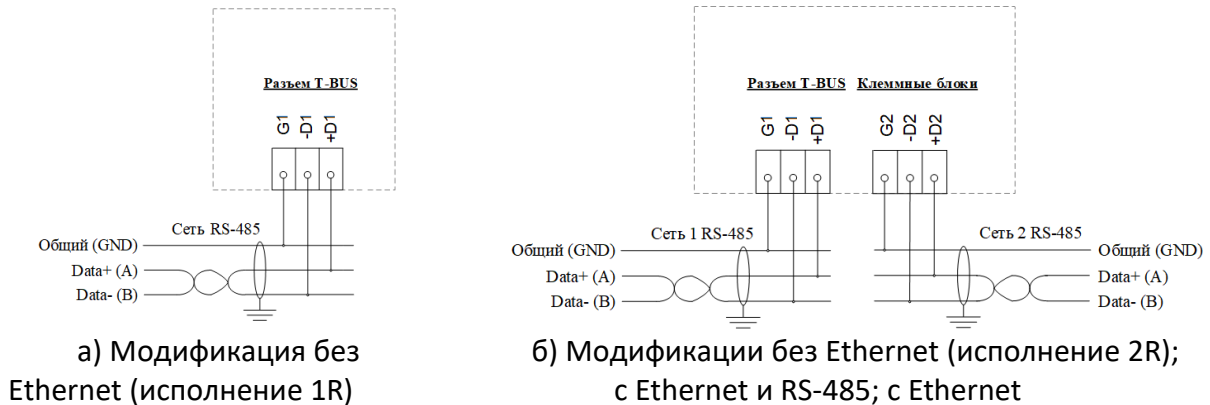 Разъем T-BUS
G1 -D1 +D1
Сеть RS-485
Общий (GND)
Data+ (A)
Data- (B)
а) Модификация без
Ethernet (исполнение 1R)
Разъем T-BUS Клеммные блоки
G1 -D1 +D1 G2 -D2 +D2
Сеть 1 RS-485 Сеть 2 RS-485
Общий (GND) Общий (GND)
Data+ (A) Data+ (A)
Data- (B) Data- (B)
б) Модификации без Ethernet (исполнение 2R);
с Ethernet и RS-485; с Ethernet